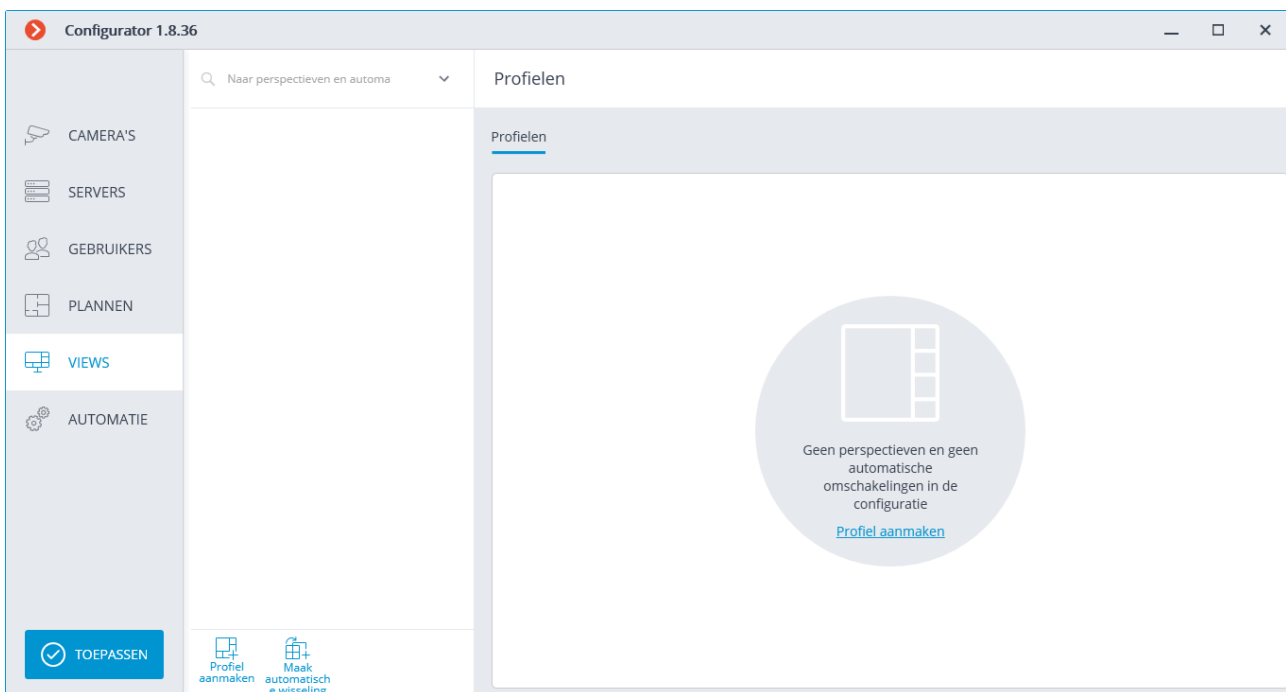 Configurator 1.8.36
Naar perspectieven en automa
Profielen
CAMERA'S
SERVERS
GEBRUIKERS
PLANNEN
VIEWS
AUTOMATIE
TOEPASSEN
Profielen
Geen perspectieven en geen
automatische
omschakelingen in de
configuratie
Profiel aanmaken
Profiel
aanmaken
Maak
automatisch
e wisseling